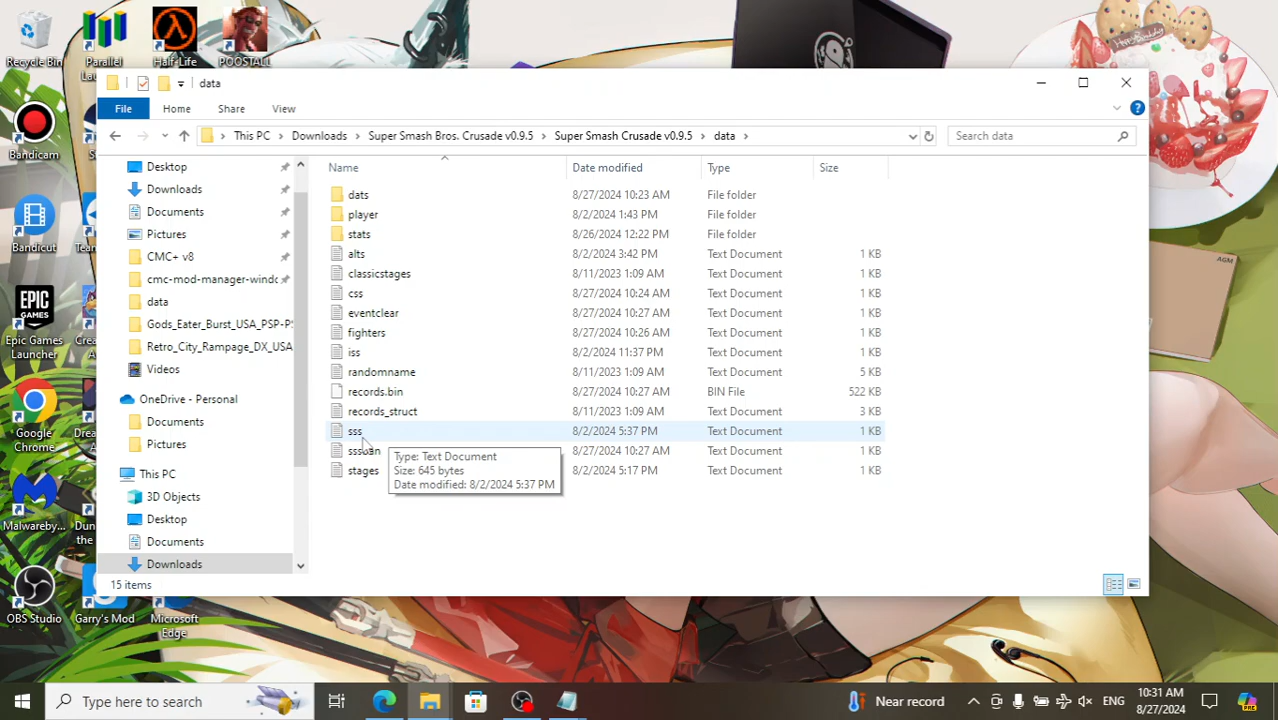 Recycle Bin
Parallel
Lau
Half-Life
POOSTALL
Happy Birthday
data
File
Home
Share
View
This PC
Downloads
Super Smash Bros. Crusade v0.9.5
Super Smash Crusade v0.9.5
data
Search data
Bandicam
S
Bandicut
Tea
Epic Games
Launcher
Crea
A
Google
Chrome
Drea
A
Malwareby...
Dun
the
OBS Studio
Garry's Mod
Microsoft
Edge
AGM
Desktop
Downloads
Documents
Pictures
CMC+ v8
cmc-mod-manager-windo
data
Gods_Eater_Burst_USA_PSP-P
Retro_City_Rampage_DX_USA
Videos
OneDrive - Personal
Documents
Pictures
This PC
3D Objects
Desktop
Documents
Downloads
Name Date modified Type Size
dats 8/27/2024 10:23 AM File folder
player 8/2/2024 1:43 PM File folder
stats 8/26/2024 12:22 PM File folder
alts 8/2/2024 3:42 PM Text Document 1 KB
classicstages 8/11/2023 1:09 AM Text Document 1 KB
css 8/27/2024 10:24 AM Text Document 1 KB
eventclear 8/27/2024 10:27 AM Text Document 1 KB
fighters 8/27/2024 10:26 AM Text Document 1 KB
iss 8/2/2024 11:37 PM Text Document 1 KB
randomname 8/11/2023 1:09 AM Text Document 5 KB
records.bin 8/27/2024 10:27 AM BIN File 522 KB
records_struct 8/11/2023 1:09 AM Text Document 3 KB
sss 8/2/2024 5:37 PM Text Document 1 KB
8/27/2024 10:27 AM Text Document 1 KB
stages 8/2/2024 5:17 PM Text Document 1 KB
Type: Text Document
Size: 645 bytes
Date modified: 8/2/2024 5:37 PM
15 items
Type here to search
Near record
ENG
10:31 AM
8/27/2024
PRE